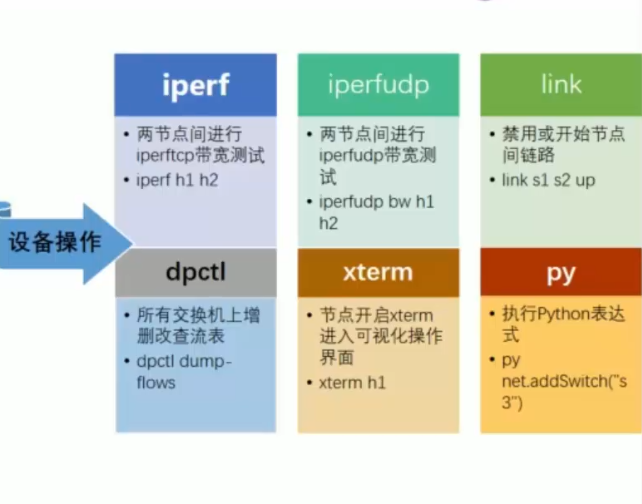 设备操作
iperf
• 两节点间进行
iperftcp带宽测试
• iperf h1 h2
iperfudp
• 两节点间进行
iperfudp带宽测
试
• iperfudp bw h1
h2
link
• 禁用或开始节点
间链路
• link s1 s2 up
dpctl
• 所有交换机上增
删改查流表
• dpctl dump-
flows
xterm
• 节点开启xterm
进入可视化操作
界面
• xterm h1
py
• 执行Python表达
式
• py
net.addSwitch("s
3")